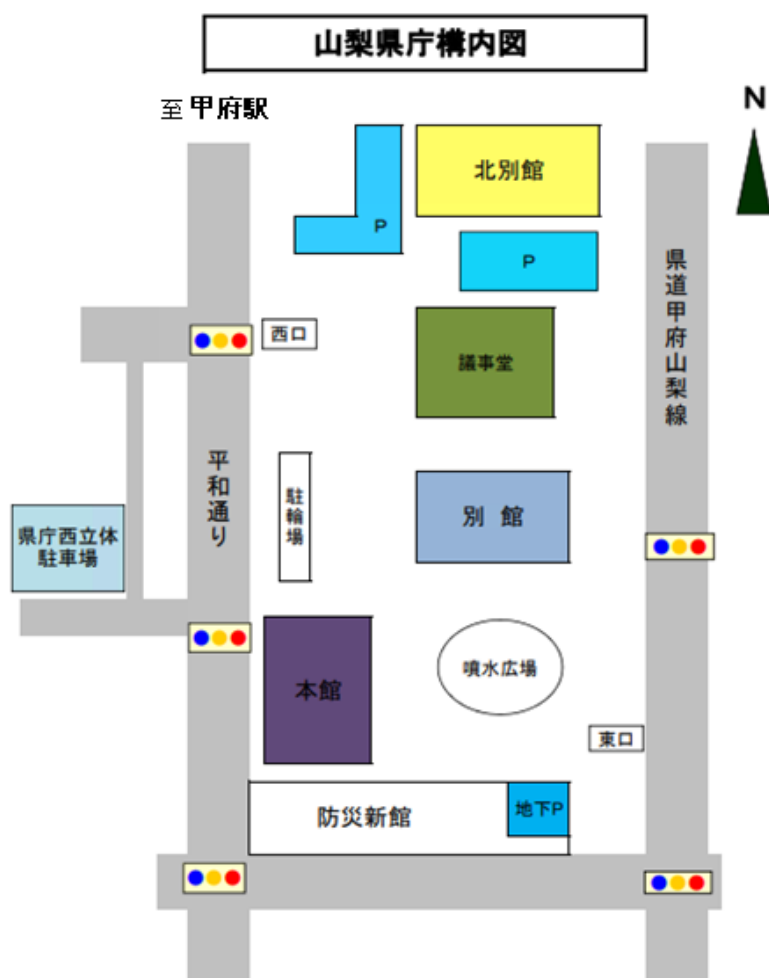 山梨県庁構内図
至 甲府駅
N
北別館
P
P
県道甲府山梨線
西口
議事堂
平和通り
駐輪場
別 館
県庁西立体
駐車場
噴水広場
本館
東口
防災新館
地下P